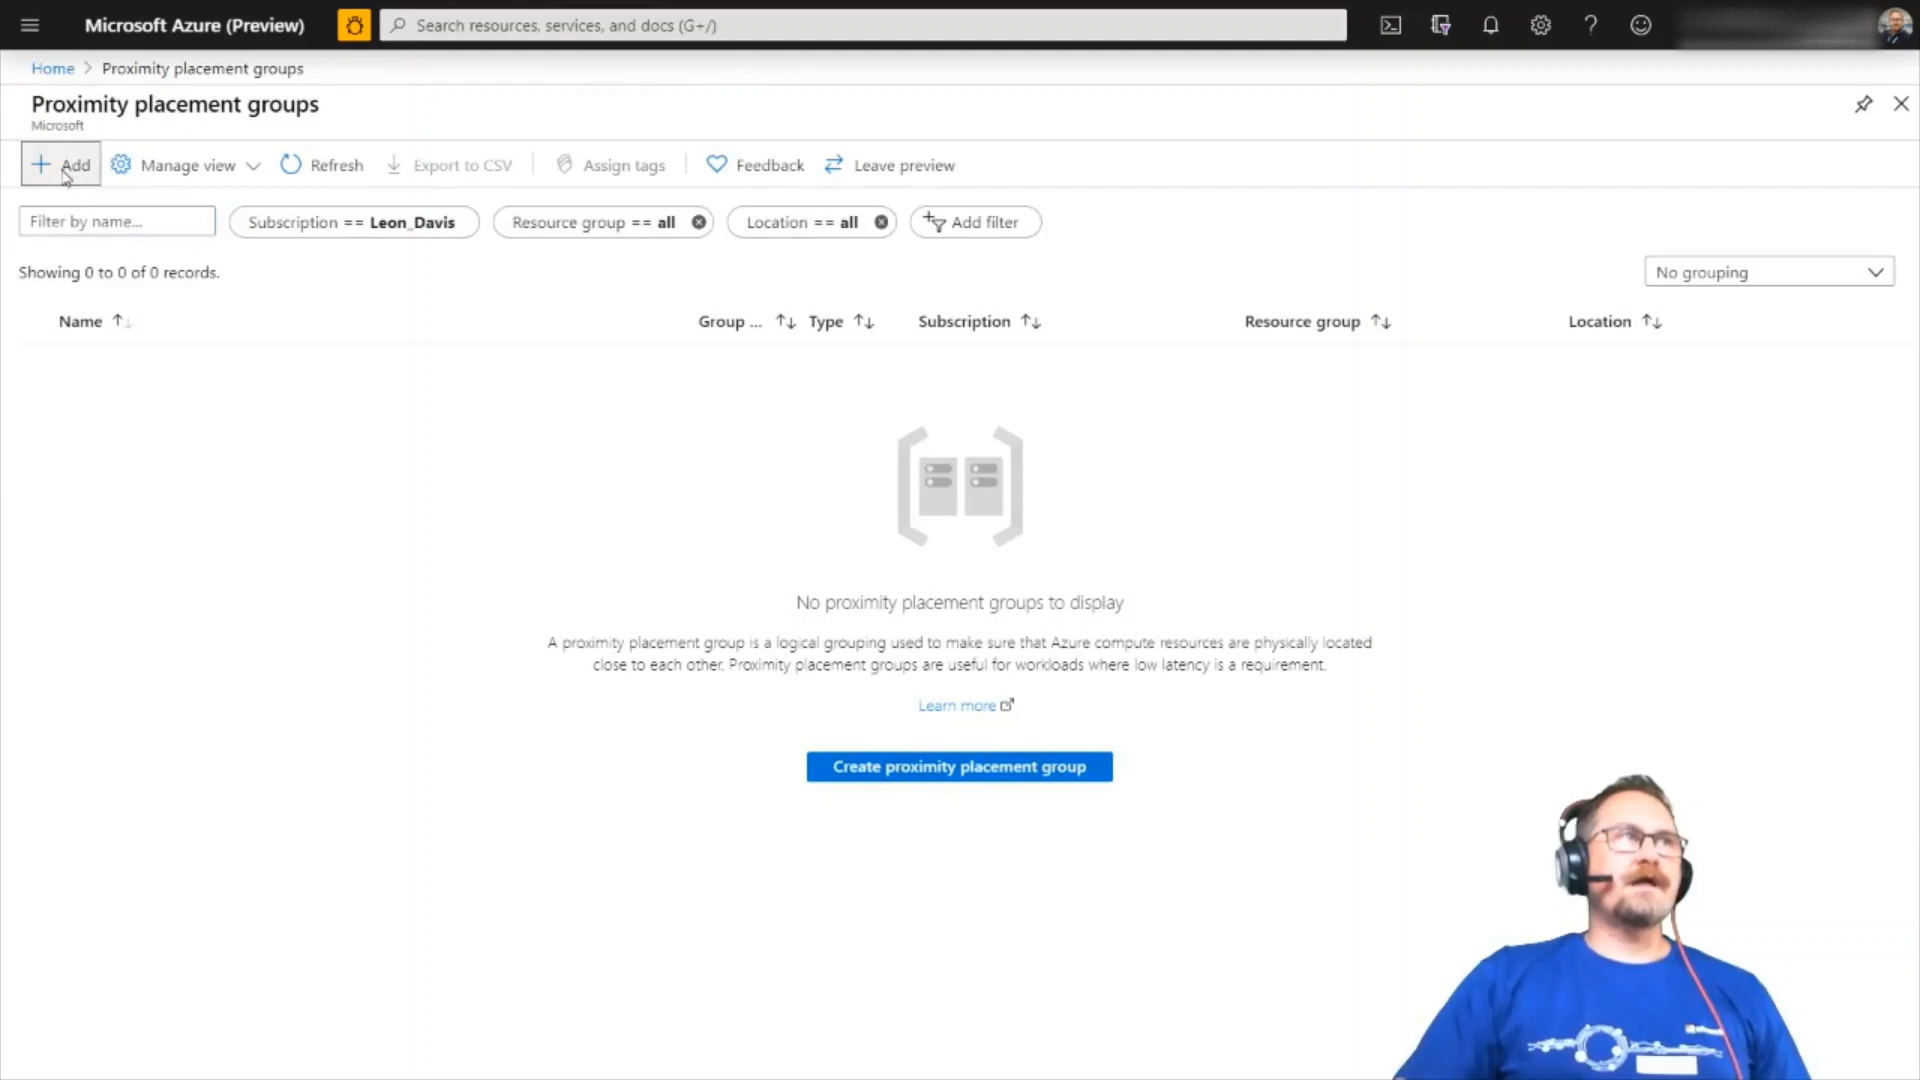 Microsoft Azure (Preview)
Search resources, services, and docs (G+/)
Home > Proximity placement groups
Proximity placement groups
Microsoft
Add
Manage view
Refresh
Export to CSV
Assign tags
Feedback
Leave preview
Filter by name...
Subscription == Leon_Davis
Resource group == all
Location == all
Add filter
Showing 0 to 0 of 0 records.
No grouping
Name
Group ...
Type
Subscription
Resource group
Location
No proximity placement groups to display
A proximity placement group is a logical grouping used to make sure that Azure compute resources are physically located
close to each other. Proximity placement groups are useful for workloads where low latency is a requirement.
Learn more
Create proximity placement group